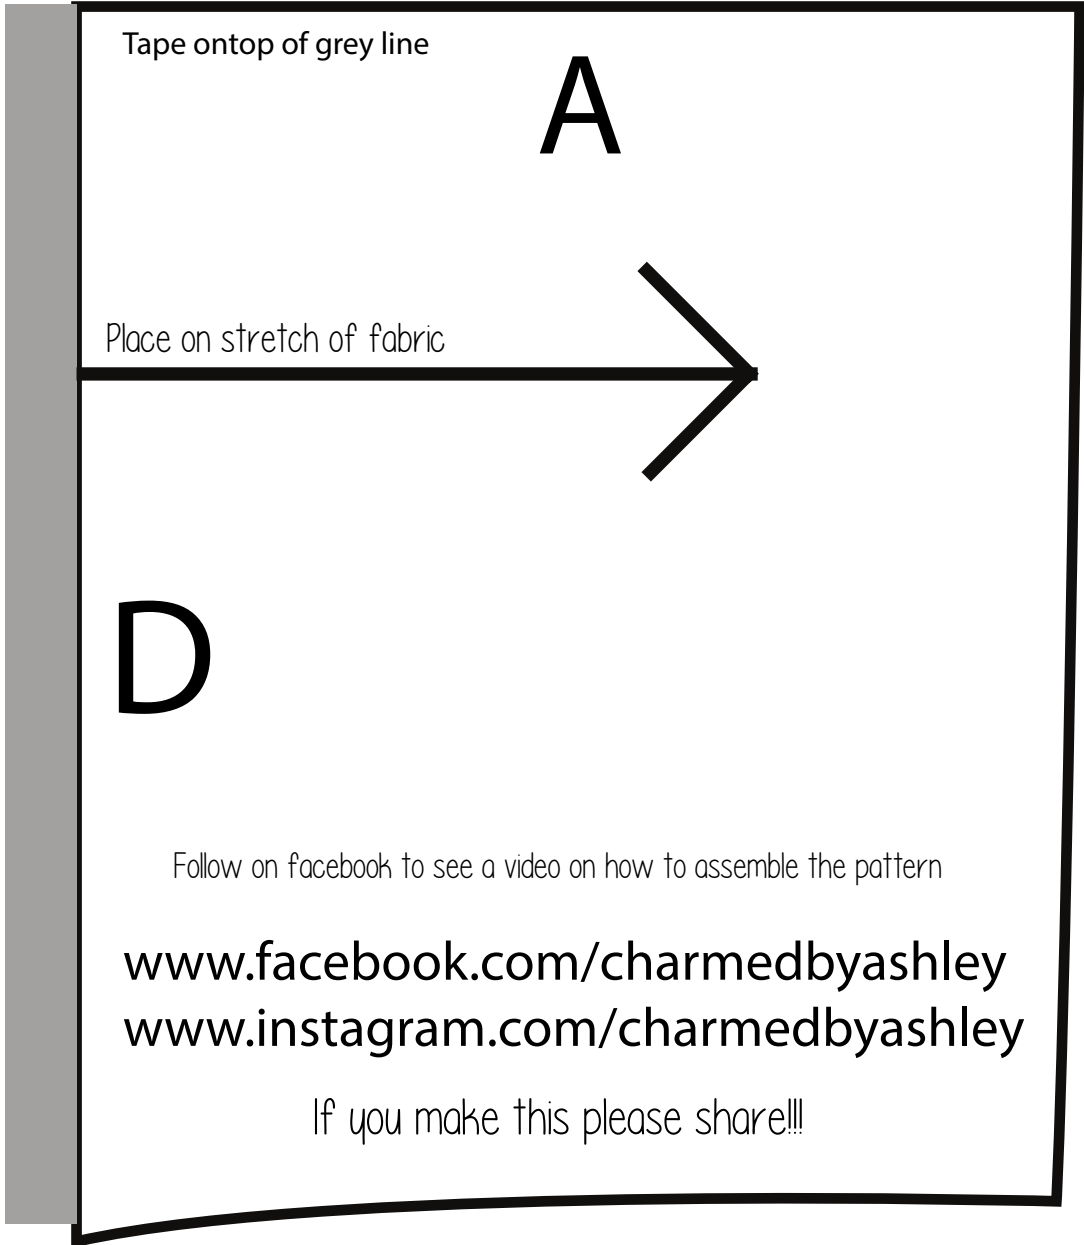 Tape ontop of grey line
A
Place on stretch of fabric
D
Follow on facebook to see a video on how to assemble the pattern
www.facebook.com/charmedbyashley
www.instagram.com/charmedbyashley
If you make this please share!!!